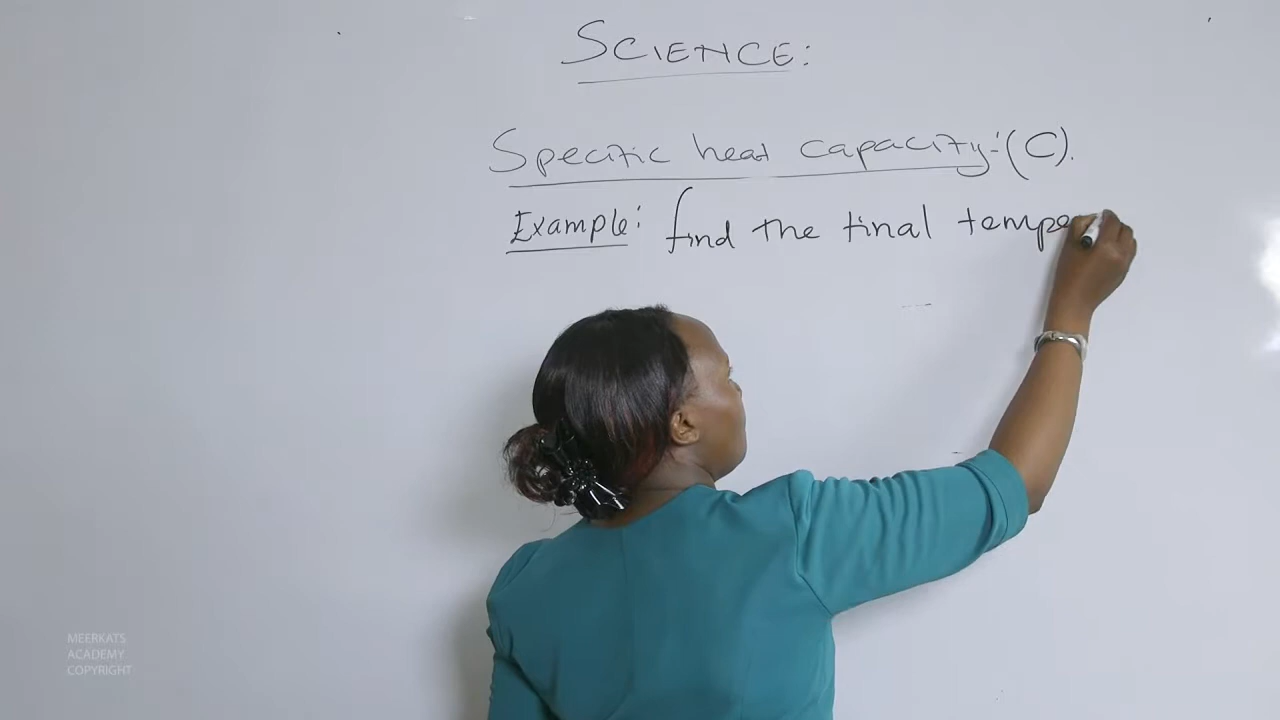 SCIENCE:
Specific heat capacity:(C).
Example: find the final tempe
MEERKATS
ACADEMY
COPYRIGHT